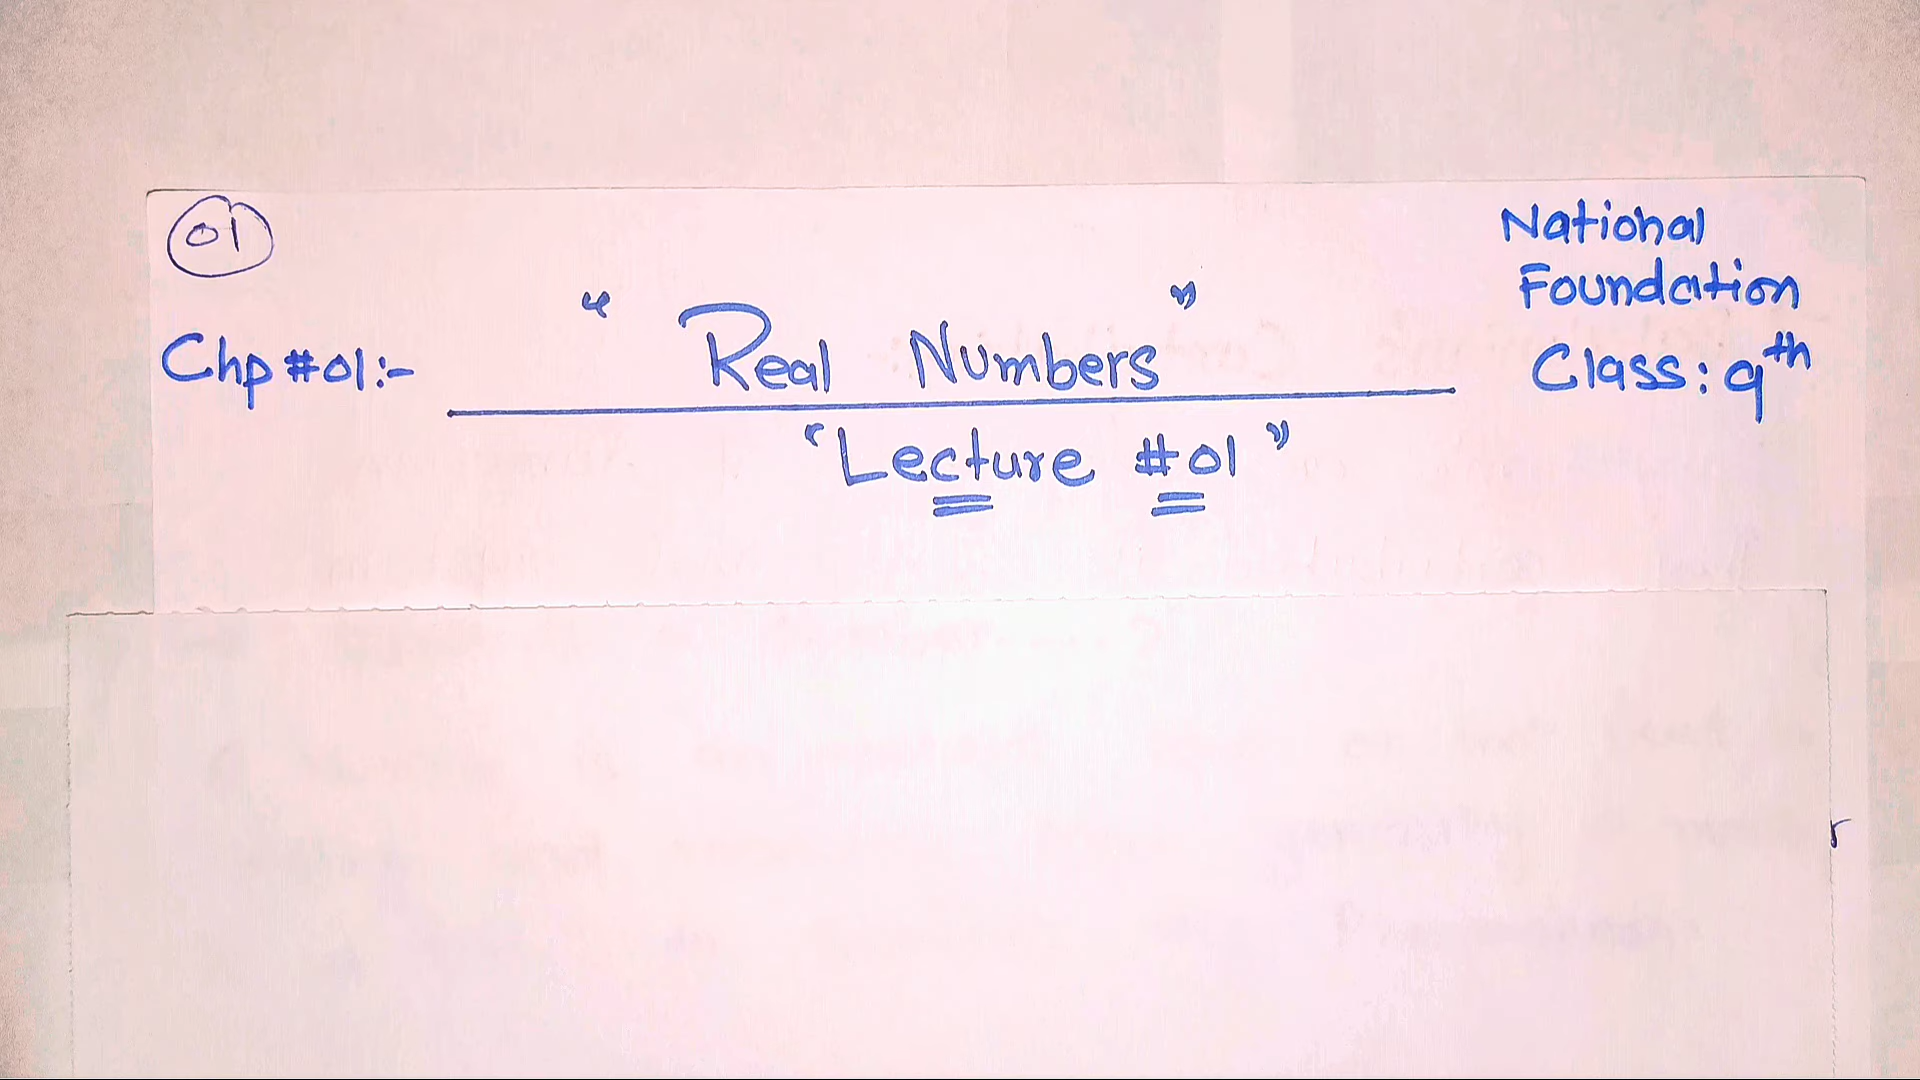 01
National
Foundation
Class: 9th
Chp #01:-
" Real Numbers "
"Lecture #01"
r